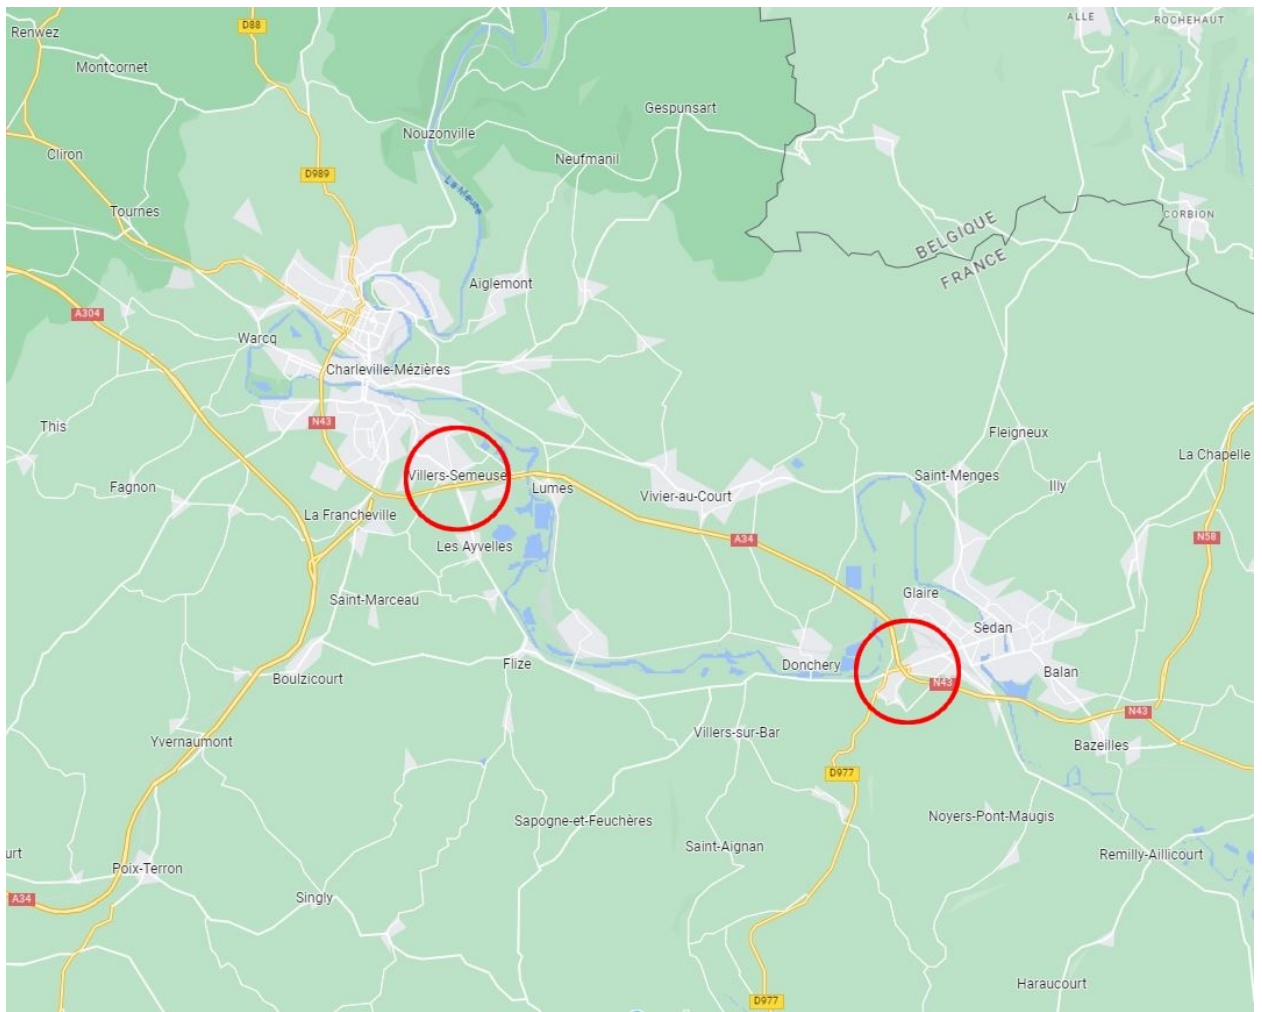 D88
ALLE
ROCHEHAUT
Renwez
Montcornet
Gespunsart
Nouzonville
Neufmanil
Cliron
D989
La Meuse
Tournes
CORBION
BELGIQUE
FRANCE
Aiglemont
A304
Warcq
Charleville-Mézières
N43
This
Fleigneux
La Chapelle
Villers-Semeuse
Saint-Menges
Fagnon
Lumes
Vivier-au-Court
Illy
La Francheville
A34
N58
Les Ayvelles
Saint-Marceau
Glaire
Sedan
Flize
Donchery
Balan
Boulzicourt
N43
N43
Villers-sur-Bar
Yvernaumont
Bazeilles
D977
Sapogne-et-Feuchères
Noyers-Pont-Maugis
Saint-Aignan
urt
Remilly-Aillicourt
Poix-Terron
A34
Singly
Haraucourt
D977